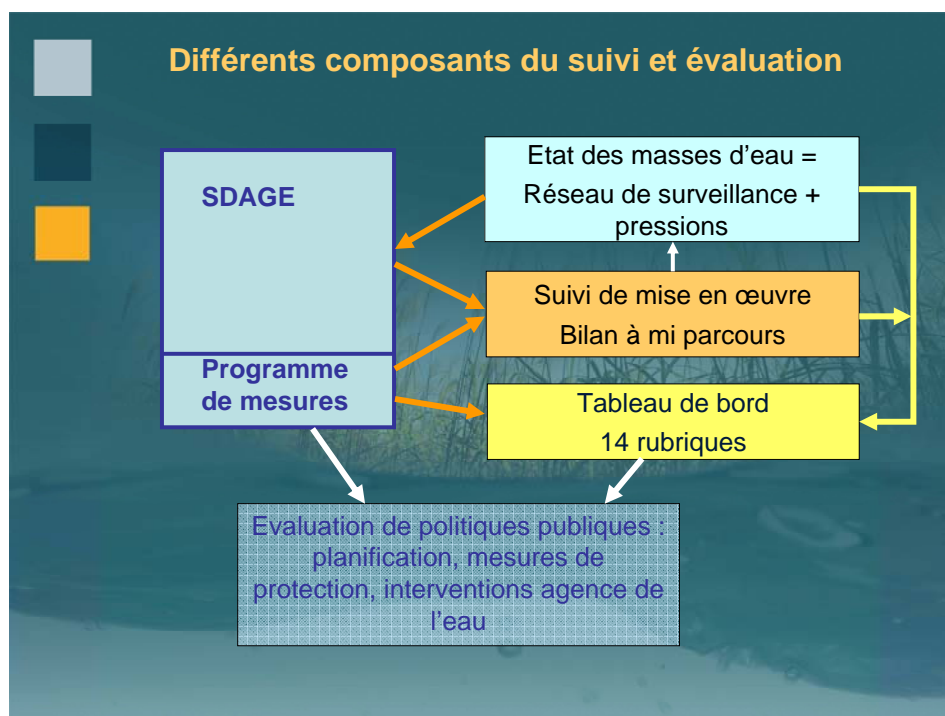 Différents composants du suivi et évaluation
SDAGE
Programme
de mesures
Etat des masses d'eau =
Réseau de surveillance +
pressions
Suivi de mise en œuvre
Bilan à mi parcours
Tableau de bord
14 rubriques
Evaluation de politiques publiques :
planification, mesures de
protection, interventions agence de
l'eau